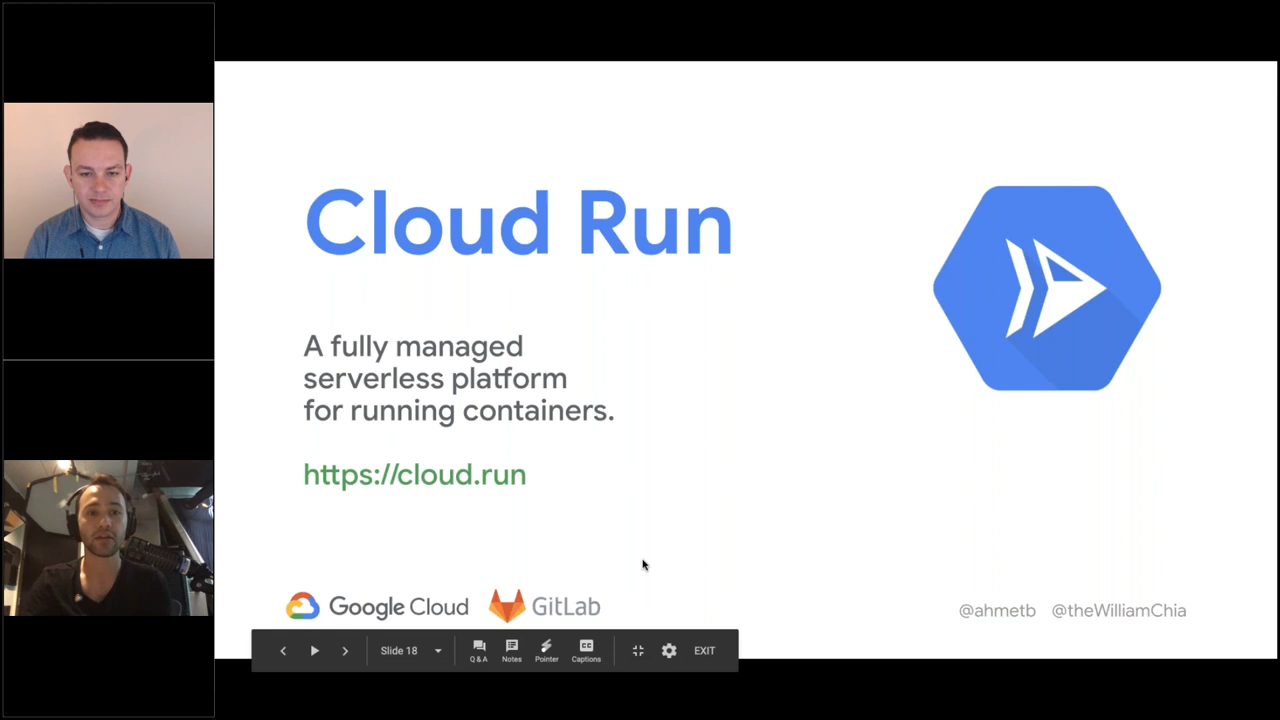 Cloud Run
A fully managed
serverless platform
for running containers.
https://cloud.run
Google Cloud GitLab
@ahmetb @theWilliamChia
Slide 18 Q & A Notes Pointer Captions EXIT